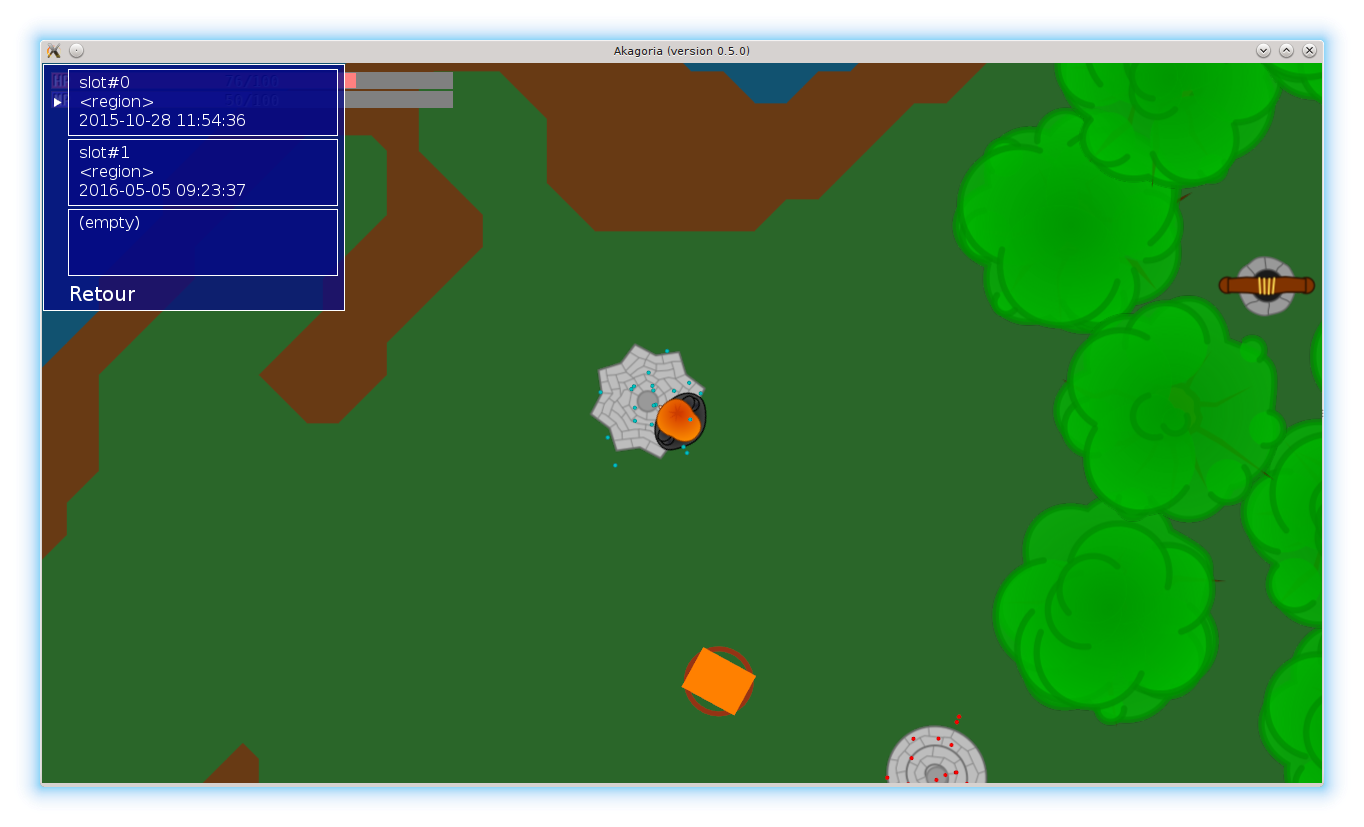 Akagoria (version 0.5.0)
slot#0
<region>
2015-10-28 11:54:36
slot#1
<region>
2016-05-05 09:23:37
(empty)
Retour